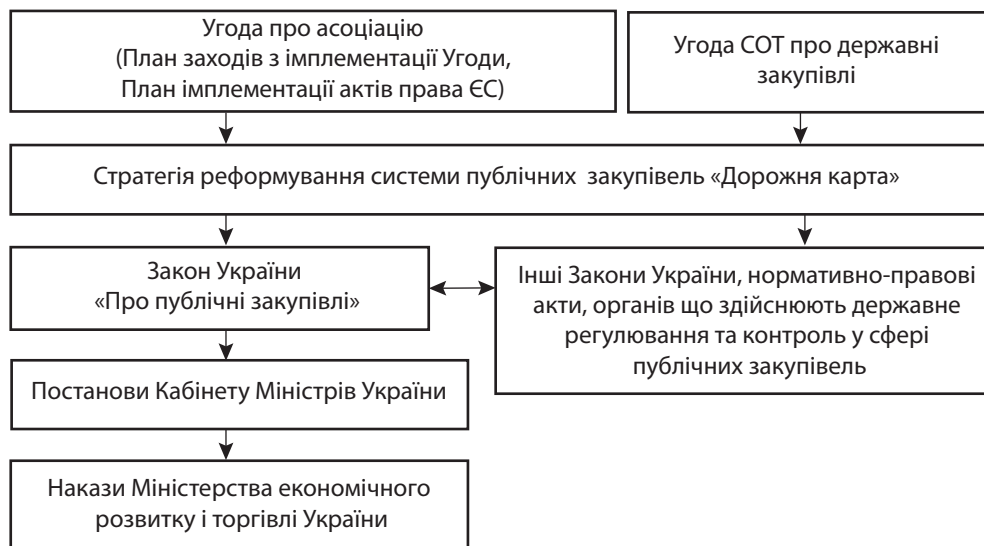 Угода про асоціацію
(План заходів з імплементації Угоди,
План імплементації актів права ЄС)
Угода СОТ про державні
закупівлі
Стратегія реформування системи публічних закупівель «Дорожня карта»
Закон України
«Про публічні закупівлі»
Інші Закони України, нормативно-правові
акти, органів що здійснюють державне
регулювання та контроль у сфері
публічних закупівель
Постанови Кабінету Міністрів України
Накази Міністерства економічного
розвитку і торгівлі України